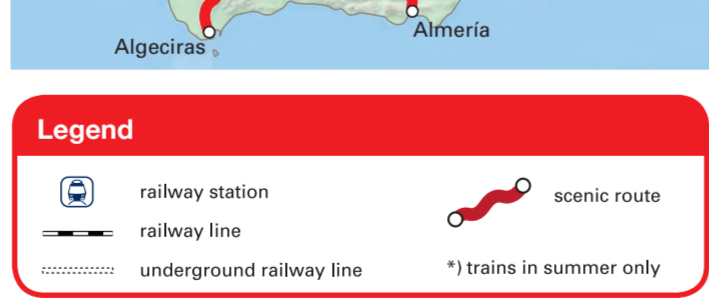 Algeciras
Almería
Legend
railway station
railway line
underground railway line
scenic route
*) trains in summer only